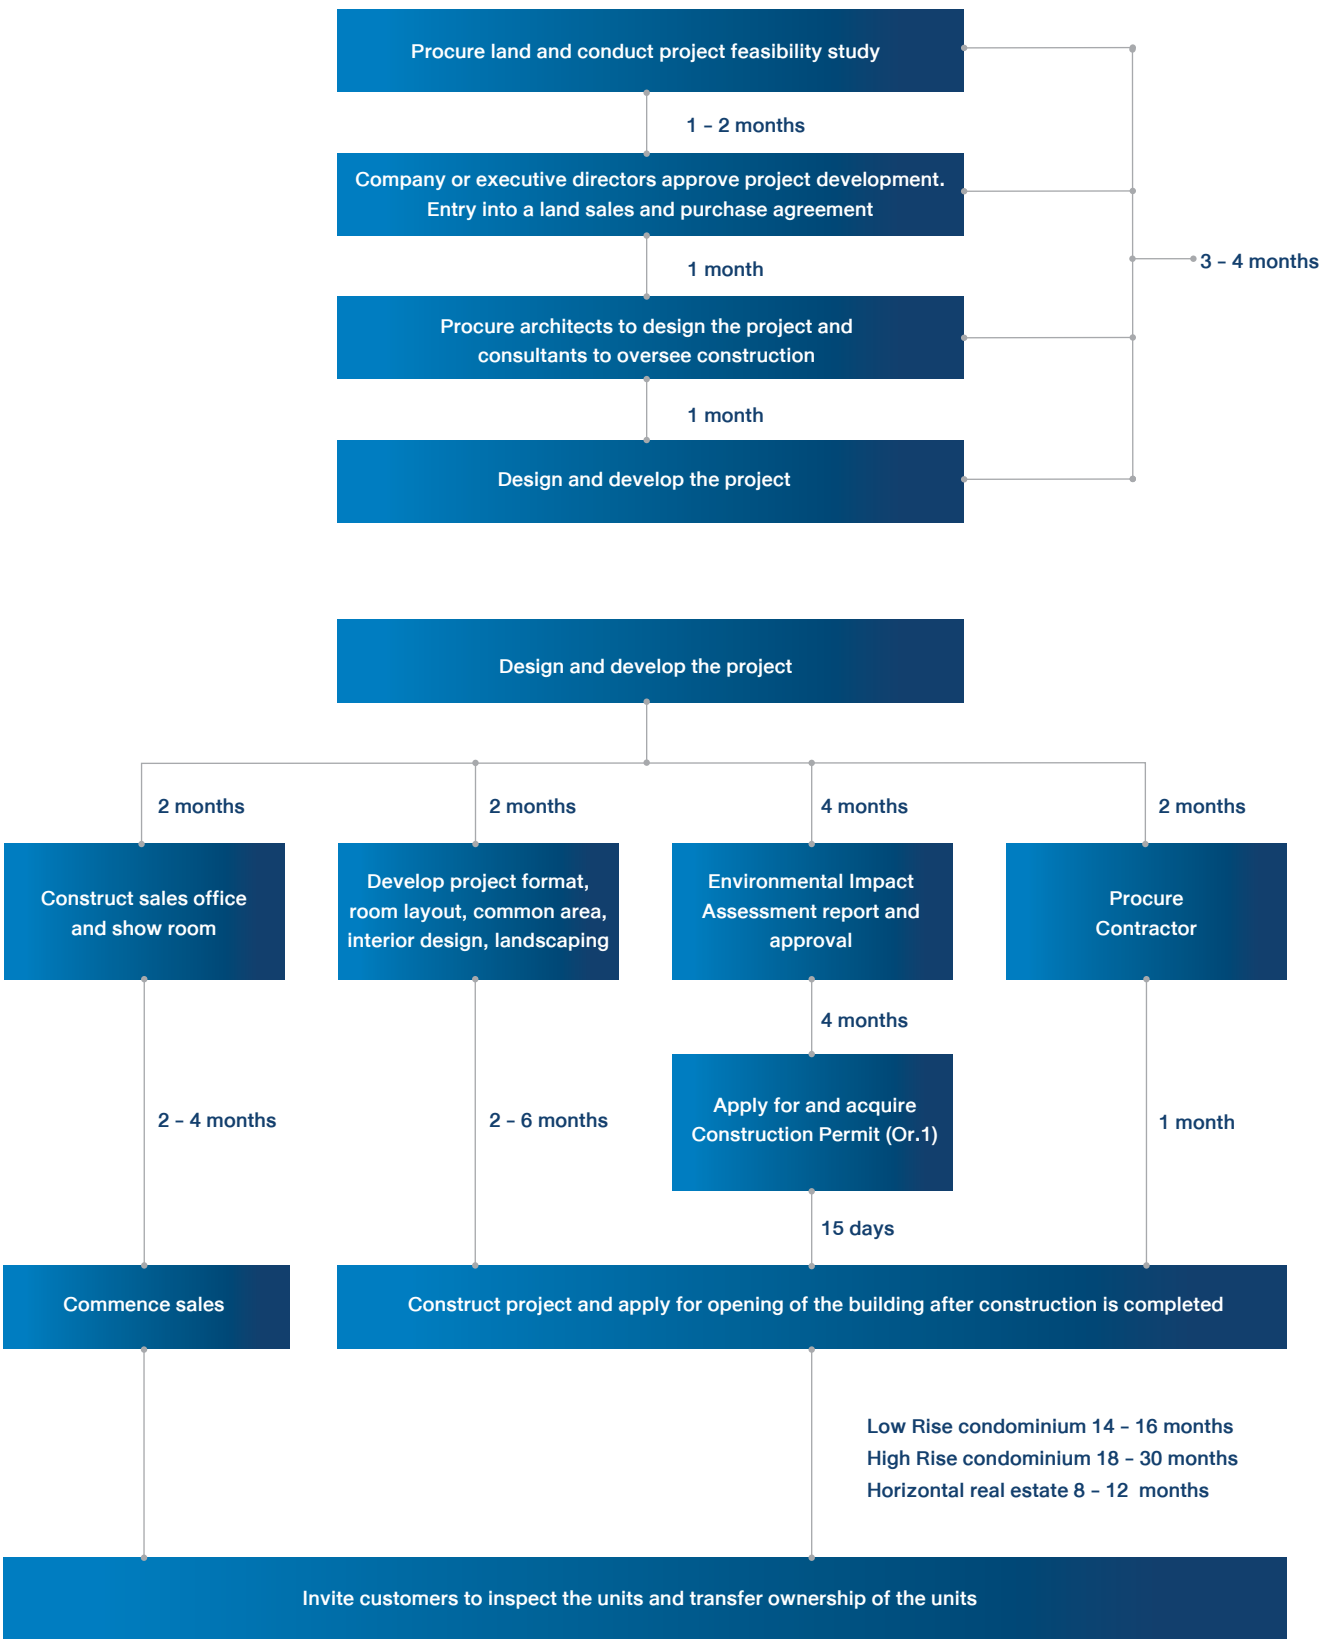 Procure land and conduct project feasibility study
1 – 2 months
Company or executive directors approve project development.
Entry into a land sales and purchase agreement
1 month
3 – 4 months
Procure architects to design the project and
consultants to oversee construction
1 month
Design and develop the project
Design and develop the project
2 months
2 months
4 months
2 months
Construct sales office
and show room
Develop project format,
room layout, common area,
interior design, landscaping
Environmental Impact
Assessment report and
approval
Procure
Contractor
4 months
Apply for and acquire
Construction Permit (Or.1)
2 – 4 months
2 – 6 months
1 month
15 days
Commence sales
Construct project and apply for opening of the building after construction is completed
Low Rise condominium 14 – 16 months
High Rise condominium 18 – 30 months
Horizontal real estate 8 – 12 months
Invite customers to inspect the units and transfer ownership of the units